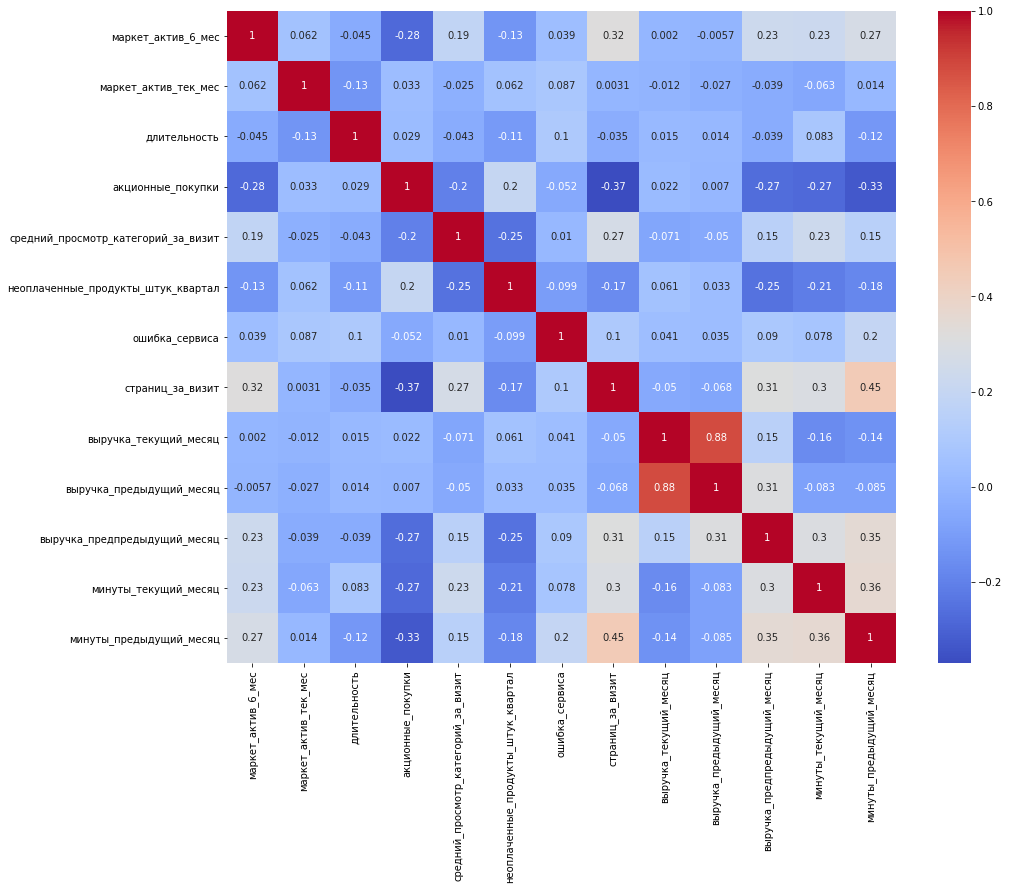 маркет_актив_6_мес 1 0.062 -0.045 -0.28 0.19 -0.13 0.039 0.32 0.002 -0.0057 0.23 0.23 0.27
маркет_актив_тек_мес 0.062 1 -0.13 0.033 -0.025 0.062 0.087 0.0031 -0.012 -0.027 -0.039 -0.063 0.014
длительность -0.045 -0.13 1 0.029 -0.043 -0.11 0.1 -0.035 0.015 0.014 -0.039 0.083 -0.12
акционные_покупки -0.28 0.033 0.029 1 -0.2 0.2 -0.052 -0.37 0.022 0.007 -0.27 -0.27 -0.33
средний_просмотр_категорий_за_визит 0.19 -0.025 -0.043 -0.2 1 -0.25 0.01 0.27 -0.071 -0.05 0.15 0.23 0.15
неоплаченные_продукты_штук_квартал -0.13 0.062 -0.11 0.2 -0.25 1 -0.099 -0.17 0.061 0.033 -0.25 -0.21 -0.18
ошибка_сервиса 0.039 0.087 0.1 -0.052 0.01 -0.099 1 0.1 0.041 0.035 0.09 0.078 0.2
страниц_за_визит 0.32 0.0031 -0.035 -0.37 0.27 -0.17 0.1 1 -0.05 -0.068 0.31 0.3 0.45
выручка_текущий_месяц 0.002 -0.012 0.015 0.022 -0.071 0.061 0.041 -0.05 1 0.88 0.15 -0.16 -0.14
выручка_предыдущий_месяц -0.0057 -0.027 0.014 0.007 -0.05 0.033 0.035 -0.068 0.88 1 0.31 -0.083 -0.085
выручка_предпредыдущий_месяц 0.23 -0.039 -0.039 -0.27 0.15 -0.25 0.09 0.31 0.15 0.31 1 0.3 0.35
минуты_текущий_месяц 0.23 -0.063 0.083 -0.27 0.23 -0.21 0.078 0.3 -0.16 -0.083 0.3 1 0.36
минуты_предыдущий_месяц 0.27 0.014 -0.12 -0.33 0.15 -0.18 0.2 0.45 -0.14 -0.085 0.35 0.36 1
маркет_актив_6_мес
маркет_актив_тек_мес
длительность
акционные_покупки
средний_просмотр_категорий_за_визит
неоплаченные_продукты_штук_квартал
ошибка_сервиса
страниц_за_визит
выручка_текущий_месяц
выручка_предыдущий_месяц
выручка_предпредыдущий_месяц
минуты_текущий_месяц
минуты_предыдущий_месяц
1.0
0.8
0.6
0.4
0.2
0.0
−0.2